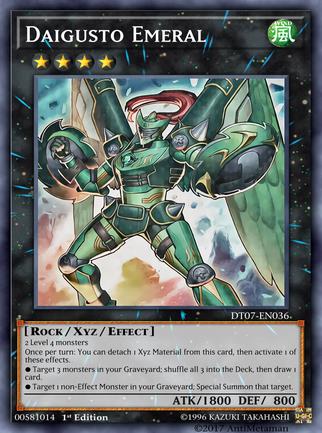 Daigusto Emeral
WIND
風
DT07-EN036
[Rock / Xyz / Effect]
2 Level 4 monsters
Once per turn: You can detach 1 Xyz Material from this card, then activate 1 of
these effects.
● Target 3 monsters in your Graveyard; shuffle all 3 into the Deck, then draw 1
card.
● Target 1 non-Effect Monster in your Graveyard; Special Summon that target.
ATK/1800 DEF/ 800
00581014 1st Edition ©1996 KAZUKI TAKAHASHI
©2017 AntiMetaman